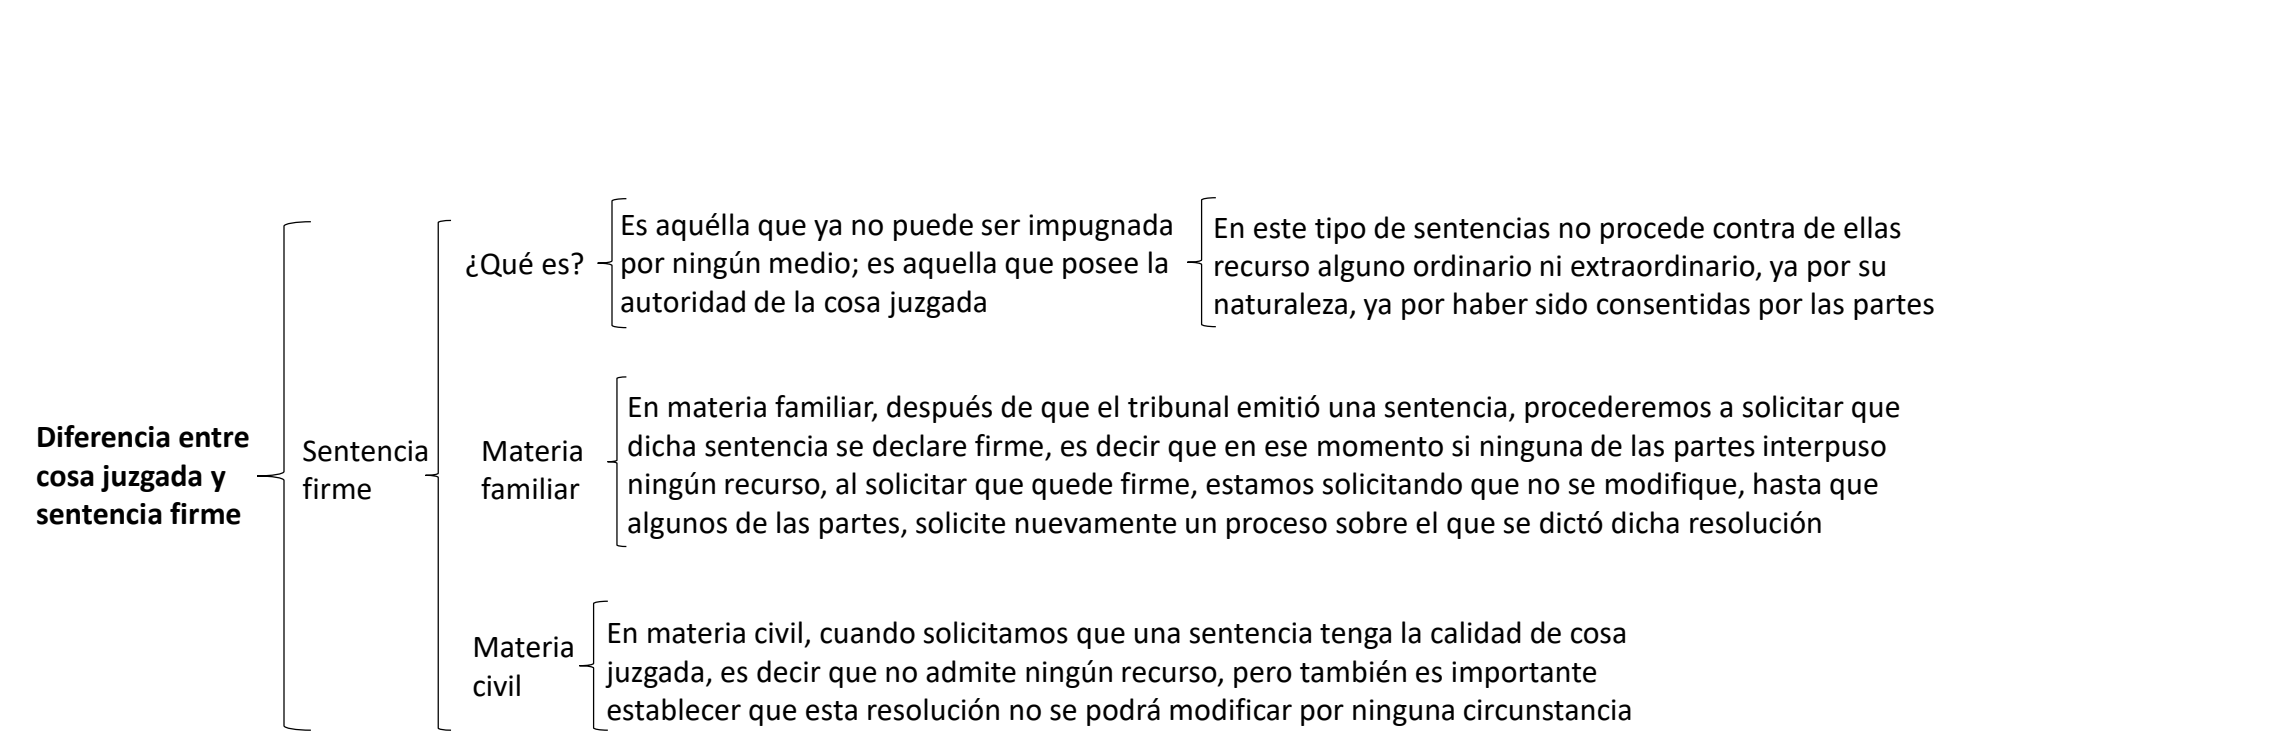 Diferencia entre
cosa juzgada y
sentencia firme
Sentencia
firme
¿Qué es?
Es aquélla que ya no puede ser impugnada
por ningún medio; es aquella que posee la
autoridad de la cosa juzgada
En este tipo de sentencias no procede contra de ellas
recurso alguno ordinario ni extraordinario, ya por su
naturaleza, ya por haber sido consentidas por las partes
Materia
familiar
En materia familiar, después de que el tribunal emitió una sentencia, procederemos a solicitar que
dicha sentencia se declare firme, es decir que en ese momento si ninguna de las partes interpuso
ningún recurso, al solicitar que quede firme, estamos solicitando que no se modifique, hasta que
algunos de las partes, solicite nuevamente un proceso sobre el que se dictó dicha resolución
Materia
civil
En materia civil, cuando solicitamos que una sentencia tenga la calidad de cosa
juzgada, es decir que no admite ningún recurso, pero también es importante
establecer que esta resolución no se podrá modificar por ninguna circunstancia